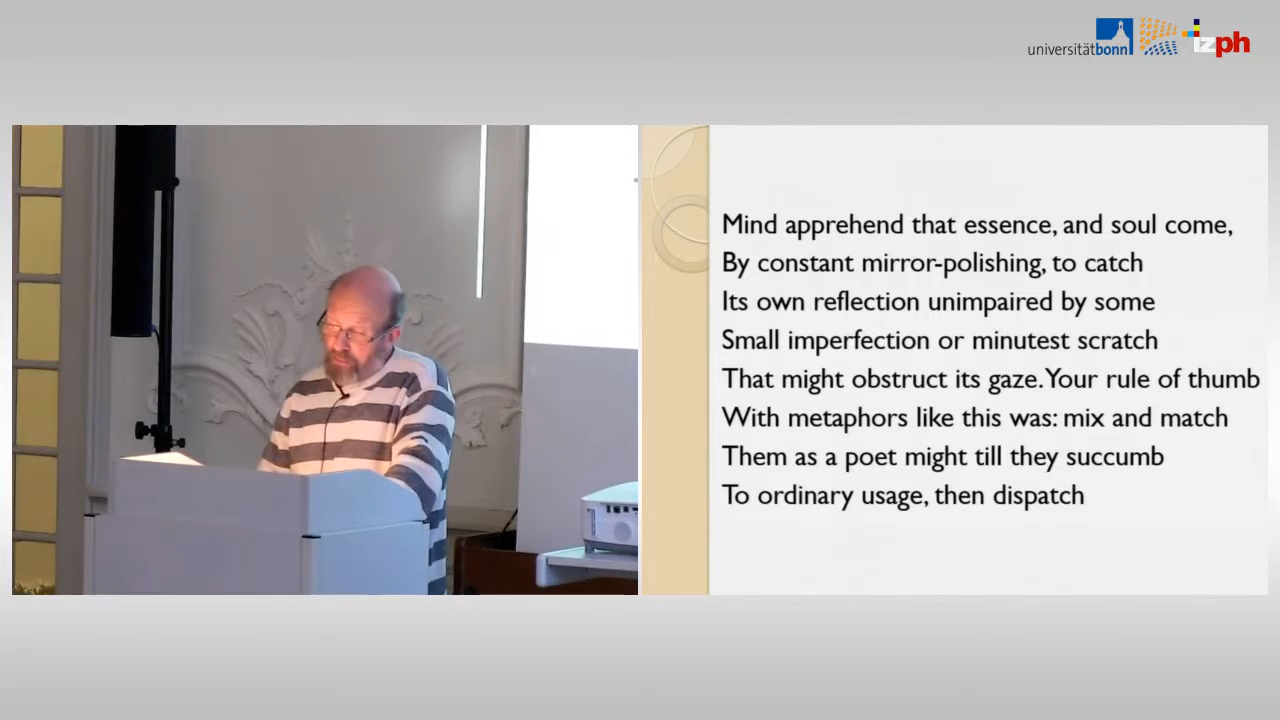 universitätbonn izph
Mind apprehend that essence, and soul come,
By constant mirror-polishing, to catch
Its own reflection unimpaired by some
Small imperfection or minutest scratch
That might obstruct its gaze. Your rule of thumb
With metaphors like this was: mix and match
Them as a poet might till they succumb
To ordinary usage, then dispatch